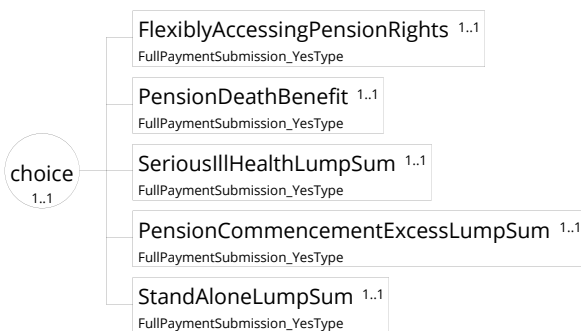 FlexiblyAccessingPensionRights 1..1
FullPaymentSubmission_YesType
PensionDeathBenefit 1..1
FullPaymentSubmission_YesType
choice
1..1
SeriousIllHealthLumpSum 1..1
FullPaymentSubmission_YesType
PensionCommencementExcessLumpSum 1..1
FullPaymentSubmission_YesType
StandAloneLumpSum 1..1
FullPaymentSubmission_YesType